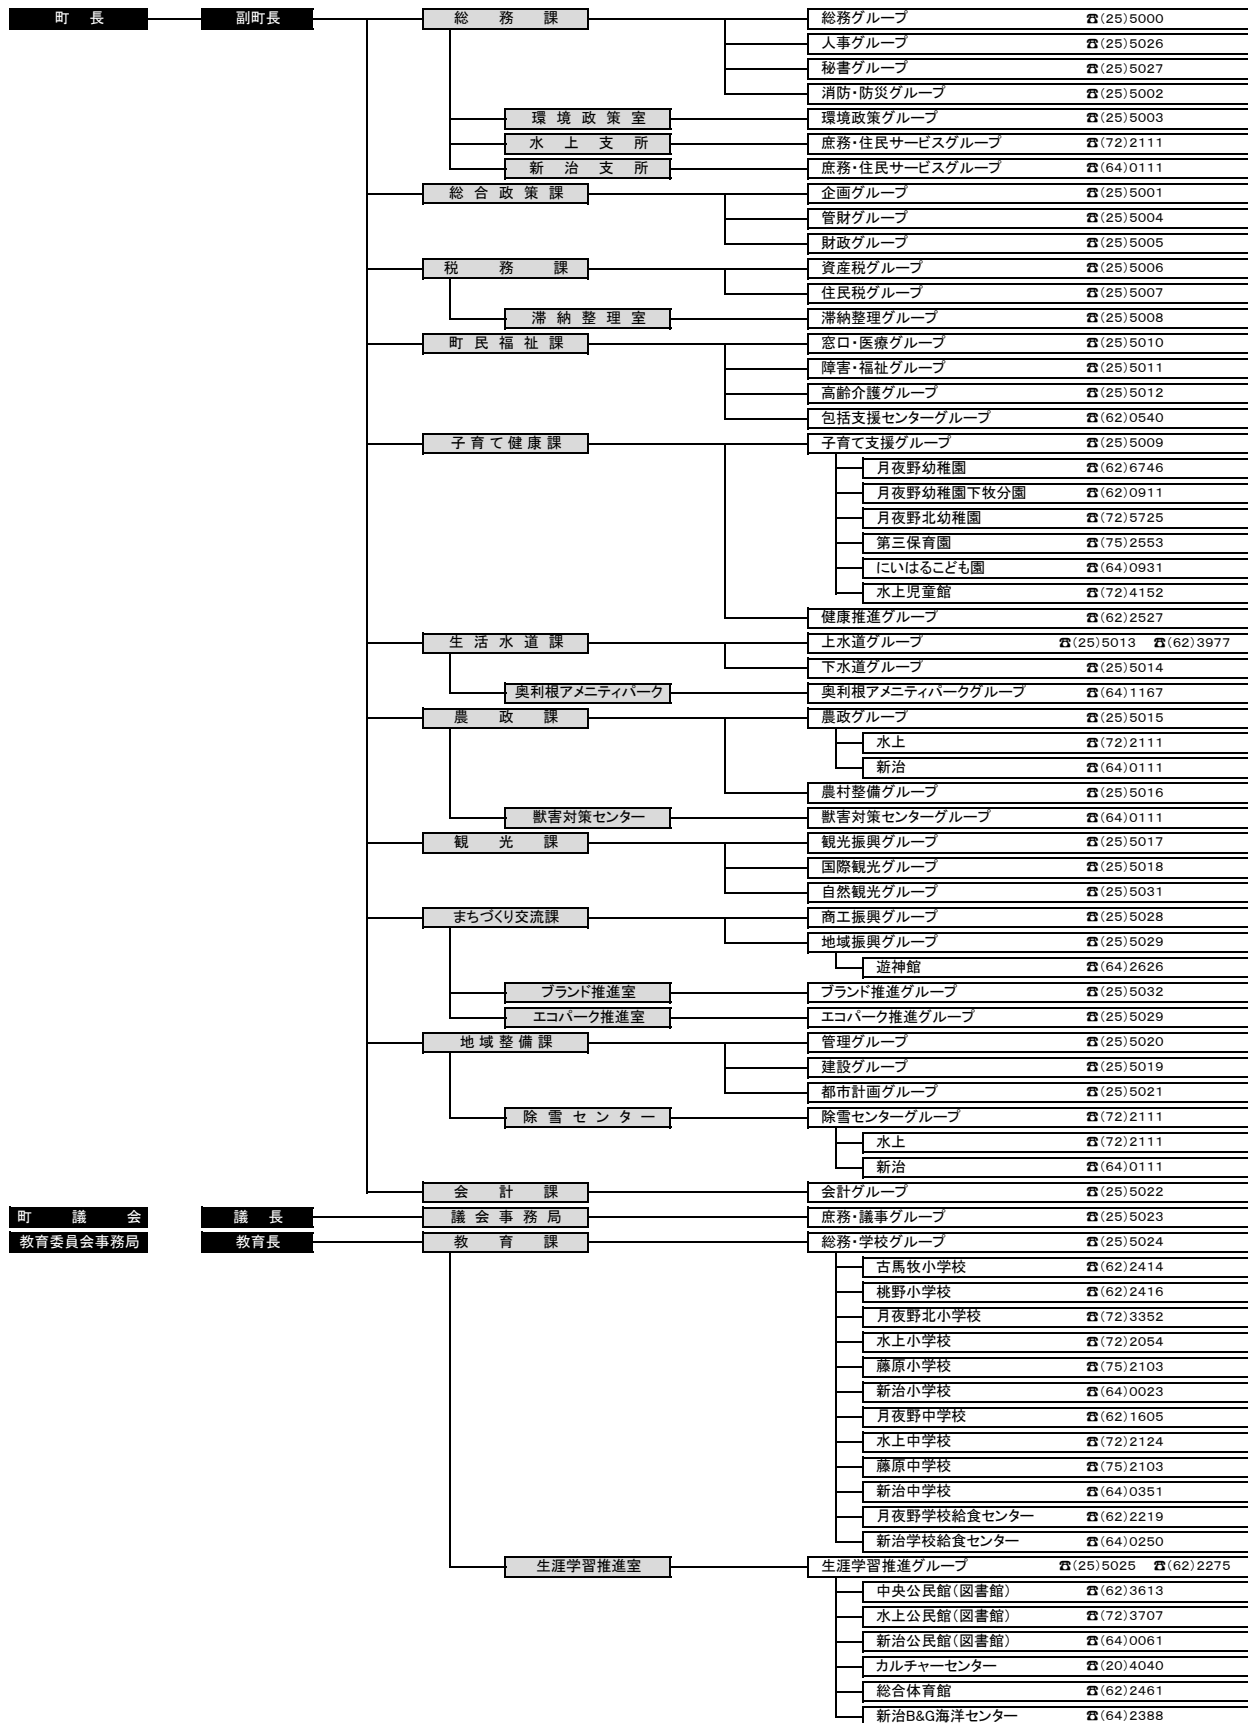 町 長 副町長 総 務 課 総務グループ ☎(25)5000
人事グループ ☎(25)5026
秘書グループ ☎(25)5027
消防・防災グループ ☎(25)5002
環 境 政 策 室 環境政策グループ ☎(25)5003
水 上 支 所 庶務・住民サービスグループ ☎(72)2111
新 治 支 所 庶務・住民サービスグループ ☎(64)0111
総 合 政 策 課 企画グループ ☎(25)5001
管財グループ ☎(25)5004
財政グループ ☎(25)5005
税 務 課 資産税グループ ☎(25)5006
住民税グループ ☎(25)5007
滞 納 整 理 室 滞納整理グループ ☎(25)5008
町 民 福 祉 課 窓口・医療グループ ☎(25)5010
障害・福祉グループ ☎(25)5011
高齢介護グループ ☎(25)5012
包括支援センターグループ ☎(62)0540
子 育 て 健 康 課 子育て支援グループ ☎(25)5009
月夜野幼稚園 ☎(62)6746
月夜野幼稚園下牧分園 ☎(62)0911
月夜野北幼稚園 ☎(72)5725
第三保育園 ☎(75)2553
にいはるこども園 ☎(64)0931
水上児童館 ☎(72)4152
健康推進グループ ☎(62)2527
生 活 水 道 課 上水道グループ ☎(25)5013 ☎(62)3977
下水道グループ ☎(25)5014
奥利根アメニティパーク 奥利根アメニティパークグループ ☎(64)1167
農 政 課 農政グループ ☎(25)5015
水上 ☎(72)2111
新治 ☎(64)0111
農村整備グループ ☎(25)5016
獣害対策センター 獣害対策センターグループ ☎(64)0111
観 光 課 観光振興グループ ☎(25)5017
国際観光グループ ☎(25)5018
自然観光グループ ☎(25)5031
まちづくり交流課 商工振興グループ ☎(25)5028
地域振興グループ ☎(25)5029
遊神館 ☎(64)2626
ブランド推進室 ブランド推進グループ ☎(25)5032
エコパーク推進室 エコパーク推進グループ ☎(25)5029
地 域 整 備 課 管理グループ ☎(25)5020
建設グループ ☎(25)5019
都市計画グループ ☎(25)5021
除 雪 セ ン タ ー 除雪センターグループ ☎(72)2111
水上 ☎(72)2111
新治 ☎(64)0111
会 計 課 会計グループ ☎(25)5022
町 議 会 議 長 議 会 事 務 局 庶務・議事グループ ☎(25)5023
教育委員会事務局 教育長 教 育 課 総務・学校グループ ☎(25)5024
古馬牧小学校 ☎(62)2414
桃野小学校 ☎(62)2416
月夜野北小学校 ☎(72)3352
水上小学校 ☎(72)2054
藤原小学校 ☎(75)2103
新治小学校 ☎(64)0023
月夜野中学校 ☎(62)1605
水上中学校 ☎(72)2124
藤原中学校 ☎(75)2103
新治中学校 ☎(64)0351
月夜野学校給食センター ☎(62)2219
新治学校給食センター ☎(64)0250
生涯学習推進室 生涯学習推進グループ ☎(25)5025 ☎(62)2275
中央公民館(図書館) ☎(62)3613
水上公民館(図書館) ☎(72)3707
新治公民館(図書館) ☎(64)0061
カルチャーセンター ☎(20)4040
総合体育館 ☎(62)2461
新治B&G海洋センター ☎(64)2388